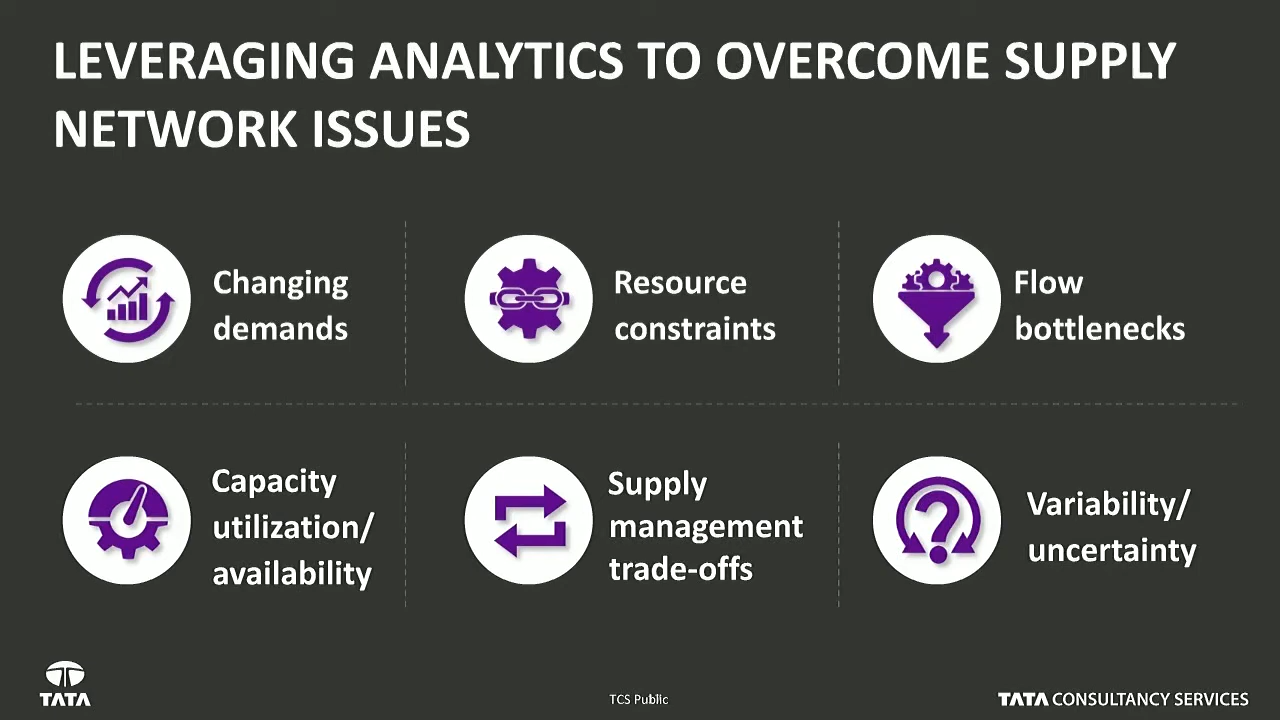 LEVERAGING ANALYTICS TO OVERCOME SUPPLY
NETWORK ISSUES
Changing
demands
Resource
constraints
Flow
bottlenecks
Capacity
utilization/
availability
Supply
management
trade-offs
Variability/
uncertainty
TATA
TCS Public
TATA CONSULTANCY SERVICES